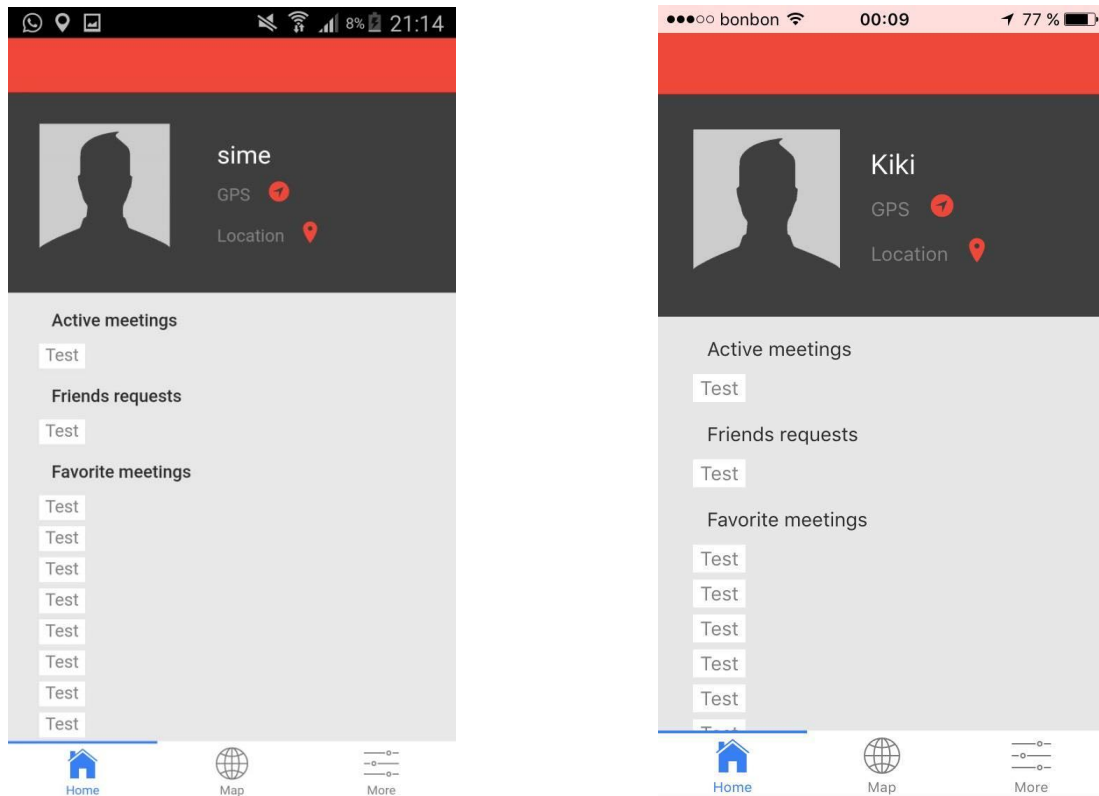 8% 21:14
sime
GPS
Location
Active meetings
Test
Friends requests
Test
Favorite meetings
Test
Test
Test
Test
Test
Test
Test
Test
Home Map More
bonbon 00:09 77 %
Kiki
GPS
Location
Active meetings
Test
Friends requests
Test
Favorite meetings
Test
Test
Test
Test
Test
Home Map More